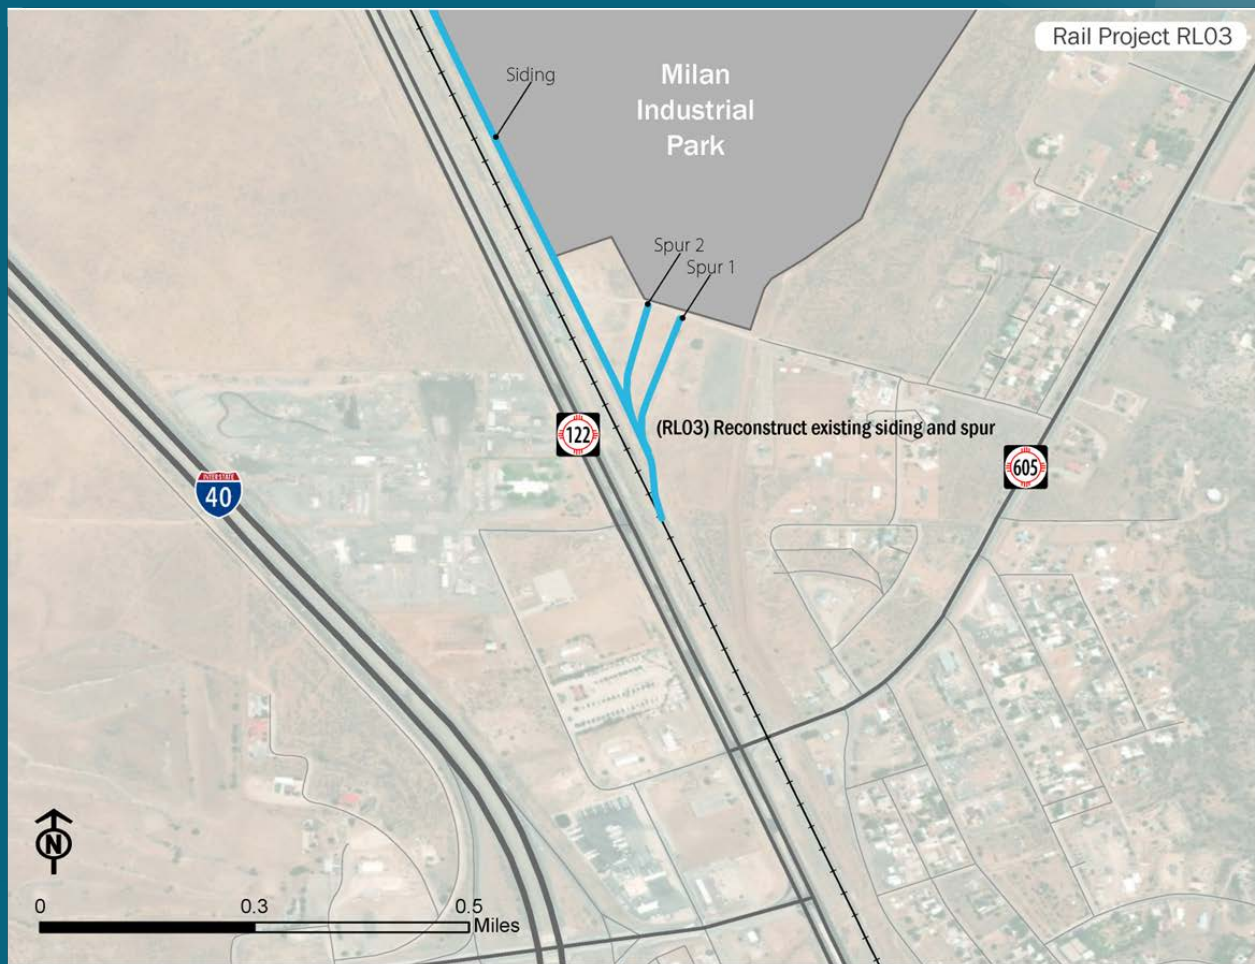 Rail Project RL03
Siding
Milan
Industrial
Park
Spur 2
Spur 1
122
(RL03) Reconstruct existing siding and spur
605
INTERSTATE
40
N
0 0.3 0.5
Miles